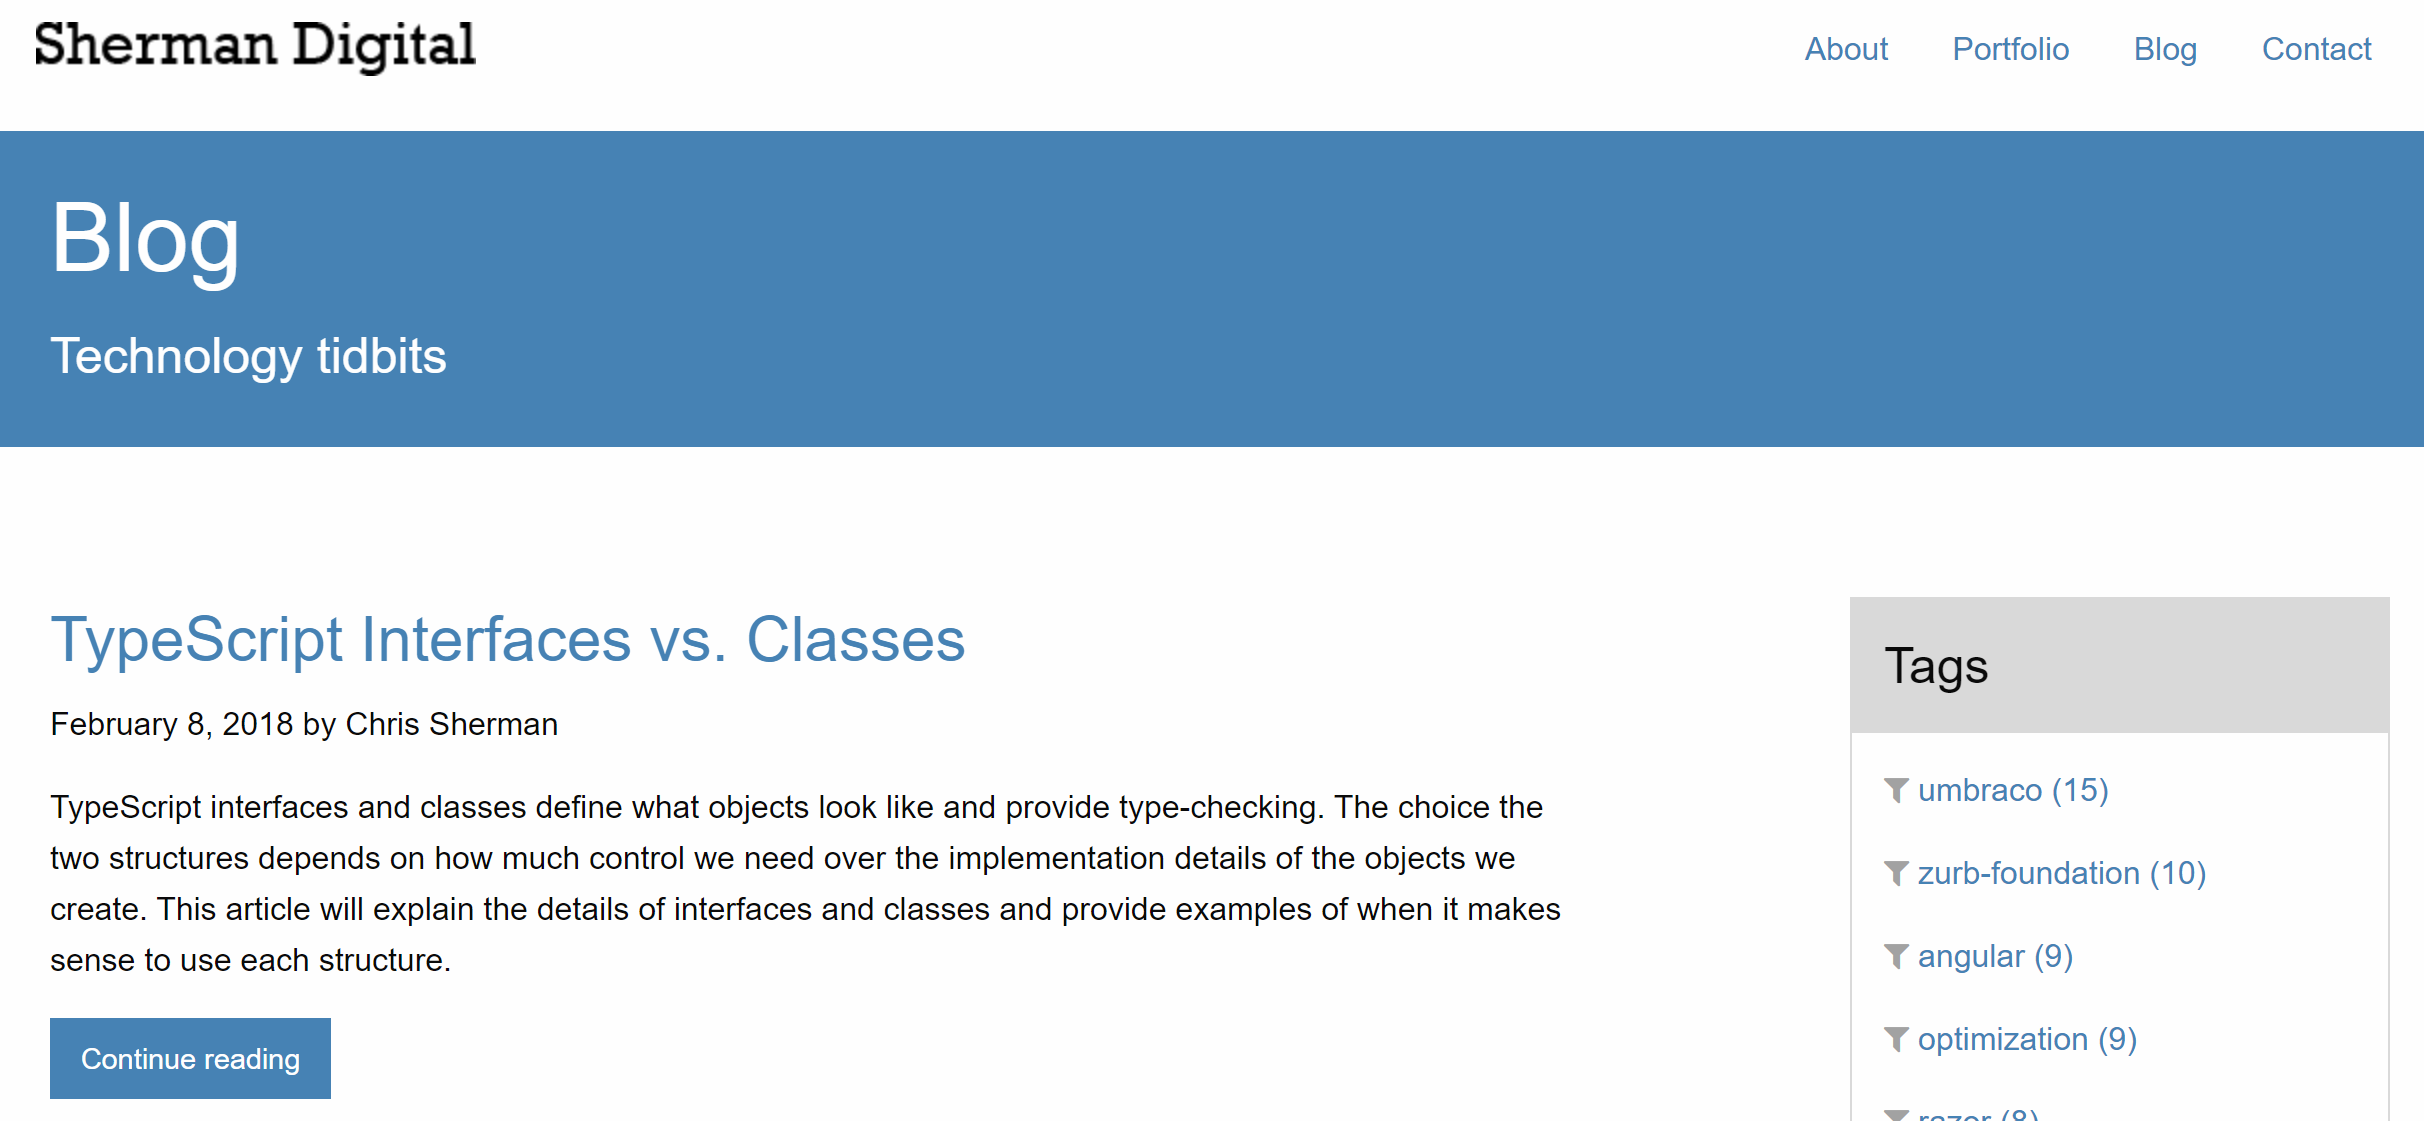 Sherman Digital
About Portfolio Blog Contact
Blog
Technology tidbits
TypeScript Interfaces vs. Classes
February 8, 2018 by Chris Sherman
TypeScript interfaces and classes define what objects look like and provide type-checking. The choice the
two structures depends on how much control we need over the implementation details of the objects we
create. This article will explain the details of interfaces and classes and provide examples of when it makes
sense to use each structure.
Continue reading
Tags
umbraco (15)
zurb-foundation (10)
angular (9)
optimization (9)
razor (8)